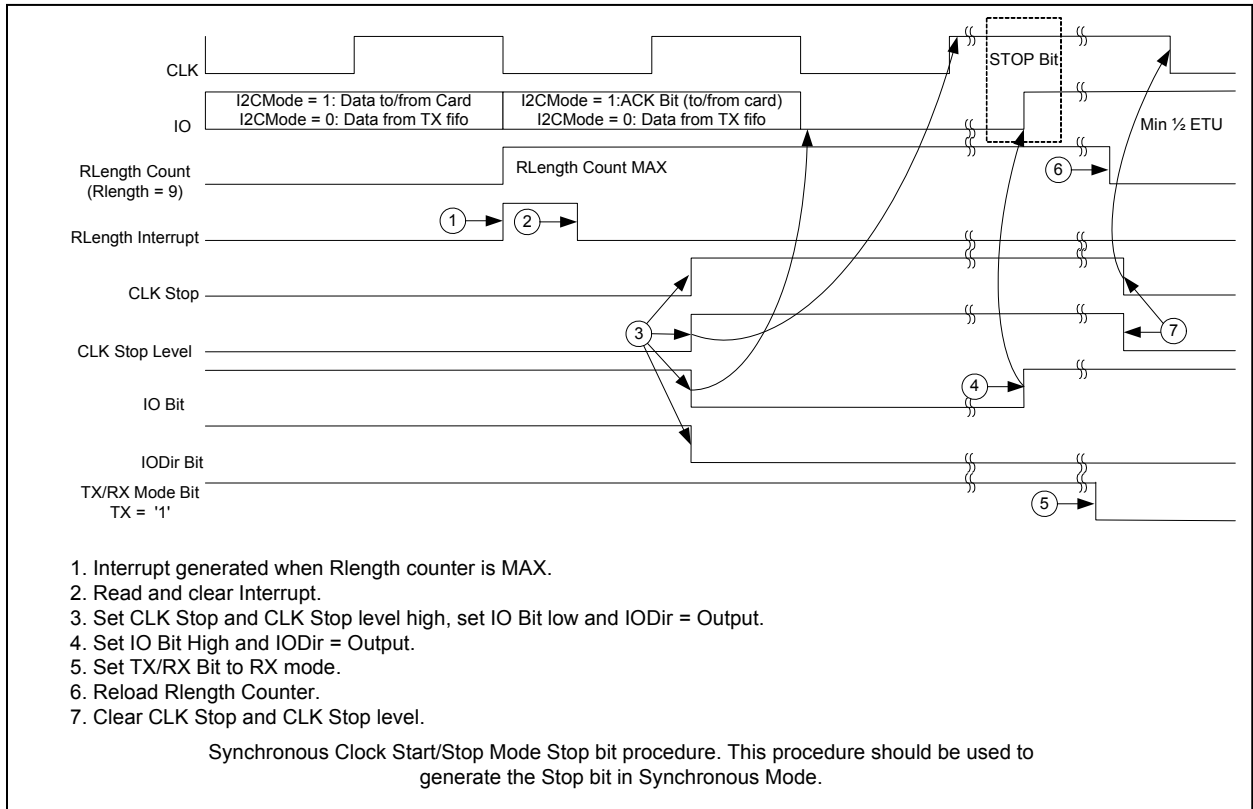 CLK
STOP Bit
I2CMode = 1: Data to/from Card
I2CMode = 0: Data from TX fifo
I2CMode = 1:ACK Bit (to/from card)
I2CMode = 0: Data from TX fifo
IO
Min ½ ETU
RLength Count
(Rlength = 9)
RLength Count MAX
6
1
2
RLength Interrupt
CLK Stop
3
7
CLK Stop Level
4
IO Bit
IODir Bit
TX/RX Mode Bit
TX = '1'
5
1. Interrupt generated when Rlength counter is MAX.
2. Read and clear Interrupt.
3. Set CLK Stop and CLK Stop level high, set IO Bit low and IODir = Output.
4. Set IO Bit High and IODir = Output.
5. Set TX/RX Bit to RX mode.
6. Reload Rlength Counter.
7. Clear CLK Stop and CLK Stop level.
Synchronous Clock Start/Stop Mode Stop bit procedure. This procedure should be used to
generate the Stop bit in Synchronous Mode.